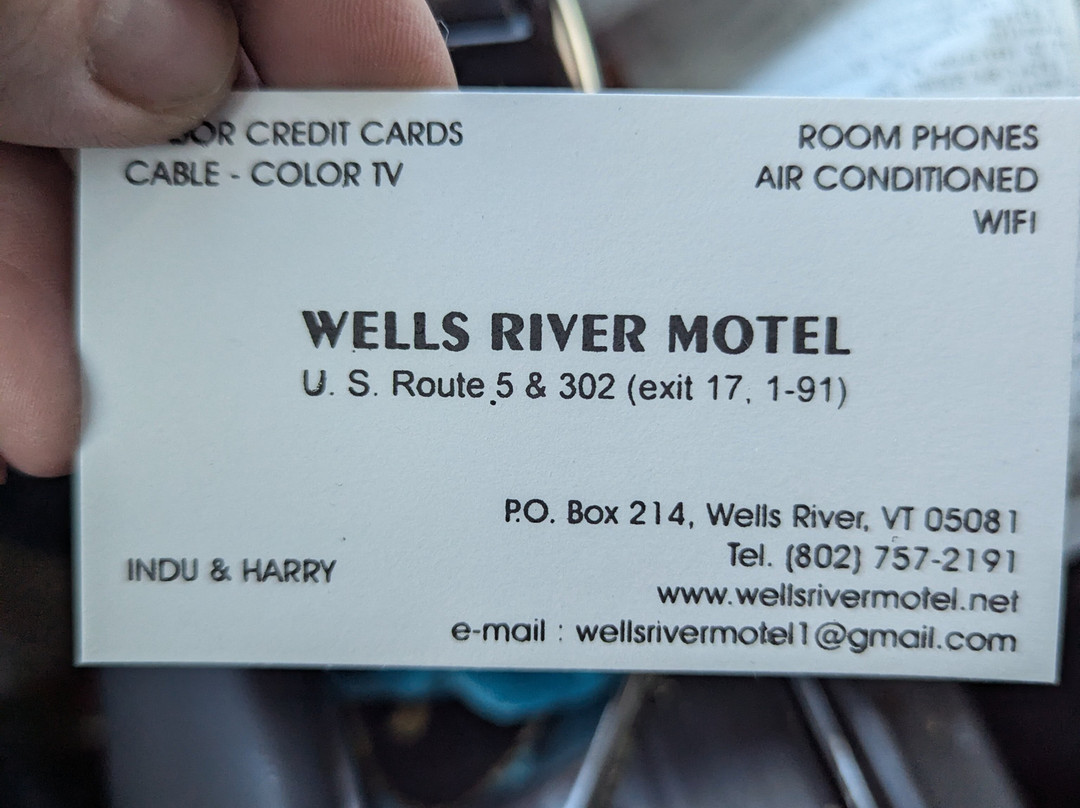 CREDIT CARDS
CABLE - COLOR TV
ROOM PHONES
AIR CONDITIONED
WIFI
WELLS RIVER MOTEL
U. S. Route 5 & 302 (exit 17, 1-91)
P.O. Box 214, Wells River, VT 05081
Tel. (802) 757-2191
www.wellsrivermotel.net
e-mail : wellsrivermotel1@gmail.com
INDU & HARRY